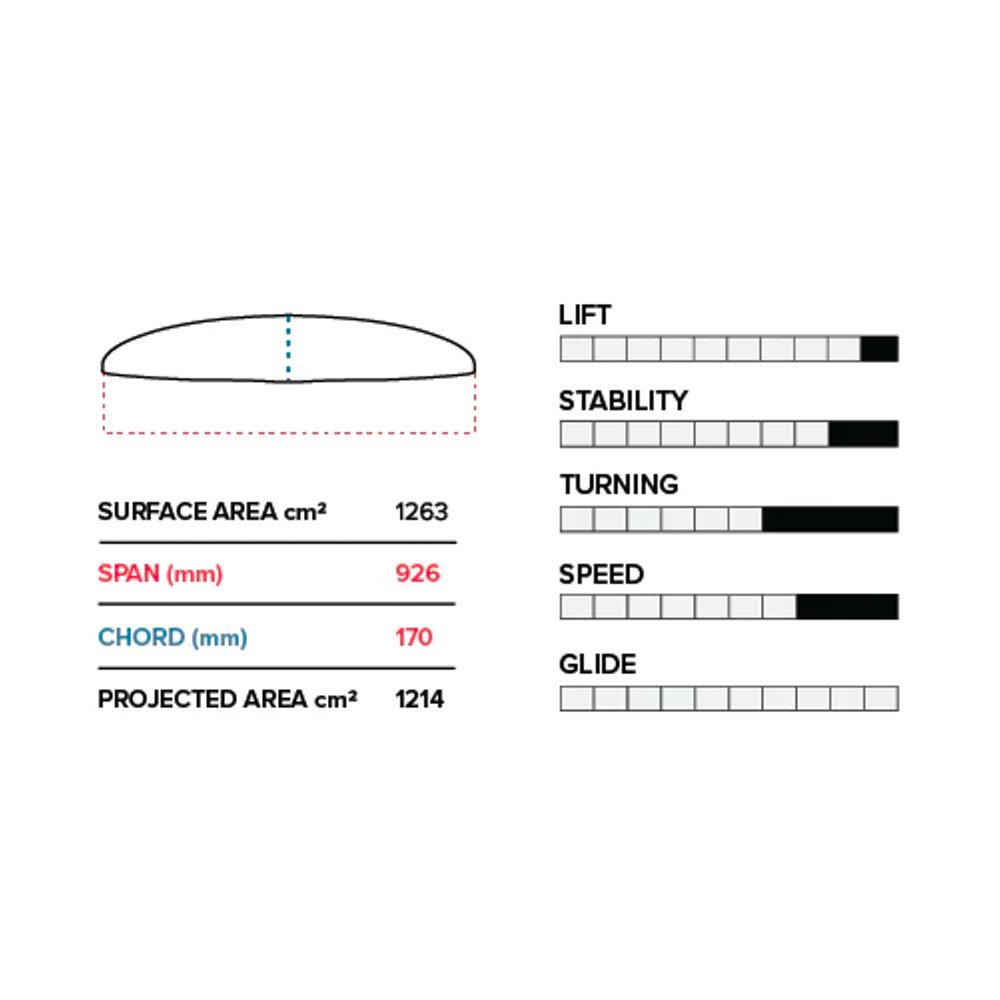 SURFACE AREA cm² 1263
SPAN (mm) 926
CHORD (mm) 170
PROJECTED AREA cm² 1214
LIFT
STABILITY
TURNING
SPEED
GLIDE